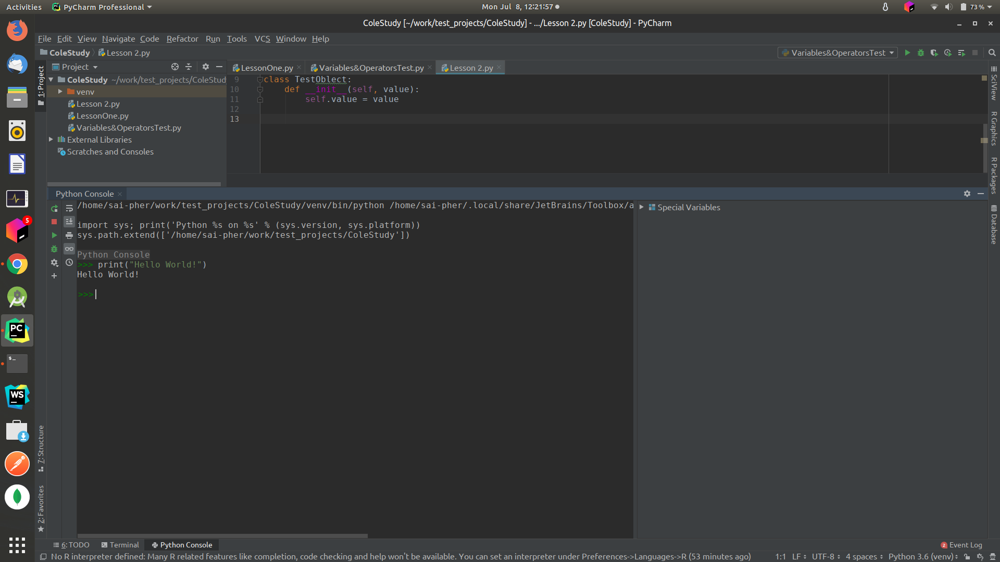 Activities PyCharm Professional Mon Jul 8, 12:21:57 73 %
ColeStudy [~/work/test_projects/ColeStudy] - .../Lesson 2.py [ColeStudy] - PyCharm
File Edit View Navigate Code Refactor Run Tools VCS Window Help
ColeStudy Lesson 2.py Variables&OperatorsTest
Project LessonOne.py Variables&OperatorsTest.py Lesson 2.py
1: Project
ColeStudy ~/work/test_projects/ColeStud
venv
Lesson 2.py
LessonOne.py
Variables&OperatorsTest.py
External Libraries
Scratches and Consoles
9 class TestOblect:
10 def __init__(self, value):
11 self.value = value
12
13
SciView
R Graphics
R Packages
Database
Python Console
/home/sai-pher/work/test_projects/ColeStudy/venv/bin/python /home/sai-pher/.local/share/JetBrains/Toolbox/a
import sys; print('Python %s on %s' % (sys.version, sys.platform))
sys.path.extend(['/home/sai-pher/work/test_projects/ColeStudy'])
Python Console
>>> print("Hello World!")
Hello World!
>>>
Special Variables
5
PC
$_
WS
7: Structure
2: Favorites
6: TODO Terminal Python Console 2 Event Log
No R interpreter defined: Many R related features like completion, code checking and help won't be available. You can set an interpreter under Preferences->Languages->R (53 minutes ago) 1:1 LF UTF-8 4 spaces Python 3.6 (venv)